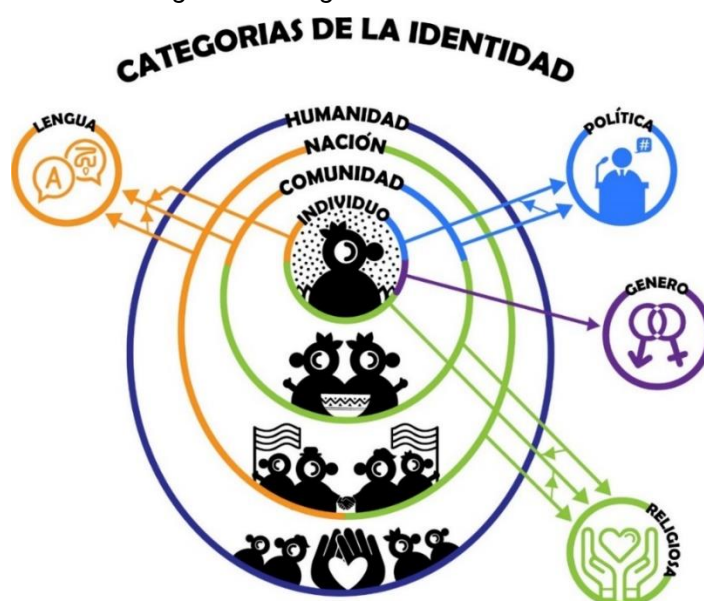 CATEGORIAS DE LA IDENTIDAD
LENGUA
A
HUMANIDAD
NACIÓN
COMUNIDAD
INDIVIDUO
POLÍTICA
#
GENERO
RELIGIOSA